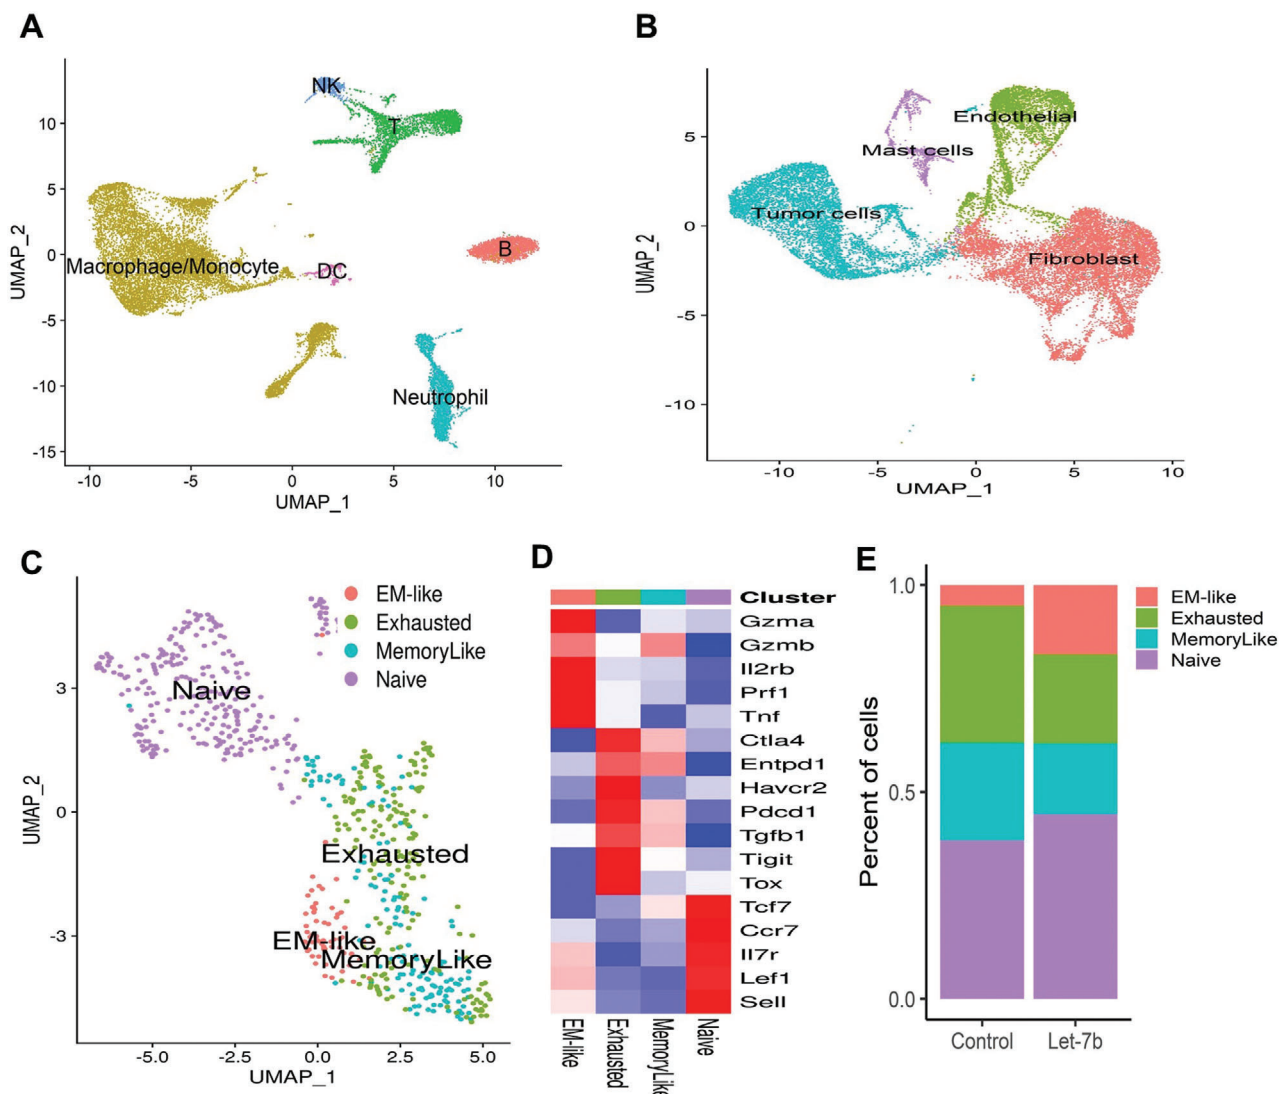 A
NK
T
B
Macrophage/Monocyte
DC
Neutrophil
10
5
0
-5
-10
-15
-10
-5
0
5
10
UMAP_1
UMAP_2
B
Endothelial
Mast cells
Tumor cells
Fibroblast
5
0
-5
-10
-10
-5
0
5
10
UMAP_1
UMAP_2
C
EM-like
Exhausted
MemoryLike
Naive
Naive
Exhausted
EM-like
MemoryLike
3
0
-3
-5.0
-2.5
0.0
2.5
5.0
UMAP_1
UMAP_2
D
Cluster
Gzma
Gzmb
Il2rb
Prf1
Tnf
Ctla4
Entpd1
Havcr2
Pdcd1
Tgfb1
Tigit
Tox
Tcf7
Ccr7
Il7r
Lef1
Sell
EM-like
Exhausted
MemoryLike
Naive
E
EM-like
Exhausted
MemoryLike
Naive
1.0
0.5
0.0
Percent of cells
Control
Let-7b